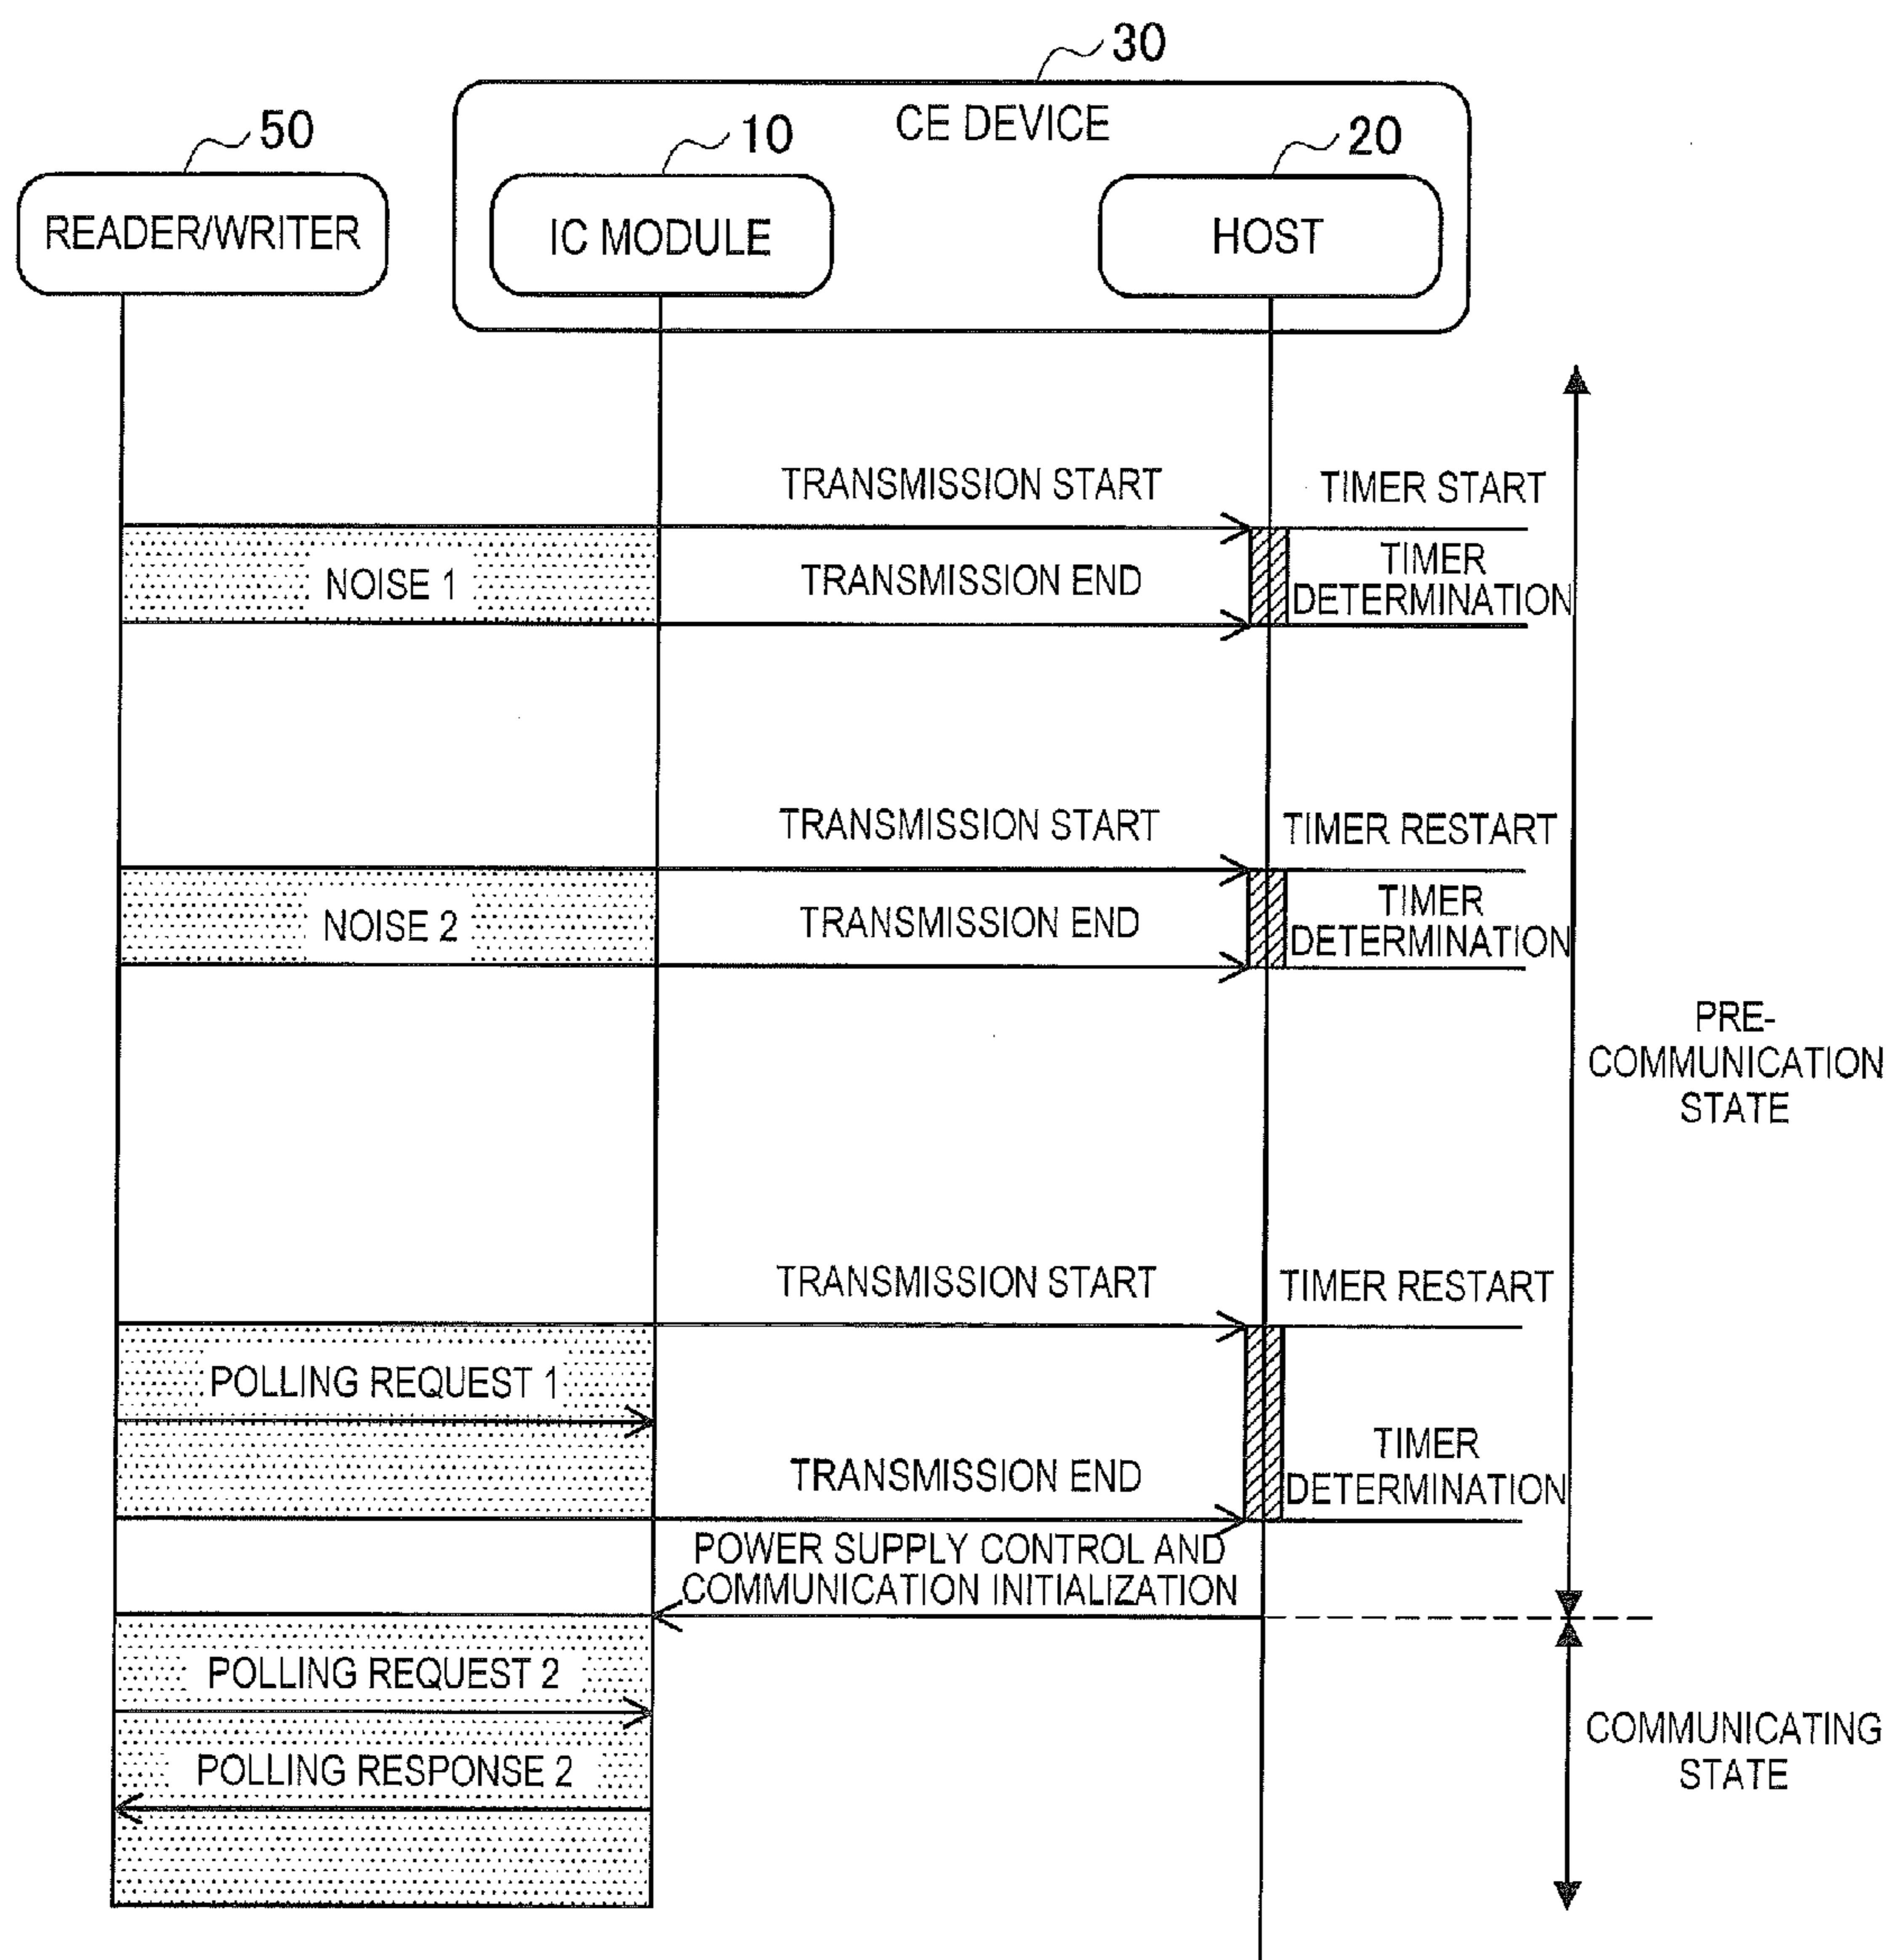 30
CE DEVICE
50
10
20
READER/WRITER
IC MODULE
HOST
TRANSMISSION START
TIMER START
NOISE 1
TRANSMISSION END
TIMER
DETERMINATION
TRANSMISSION START
TIMER RESTART
NOISE 2
TRANSMISSION END
TIMER
DETERMINATION
PRE-
COMMUNICATION
STATE
TRANSMISSION START
TIMER RESTART
POLLING REQUEST 1
TRANSMISSION END
TIMER
DETERMINATION
POWER SUPPLY CONTROL AND
COMMUNICATION INITIALIZATION
POLLING REQUEST 2
POLLING RESPONSE 2
COMMUNICATING
STATE